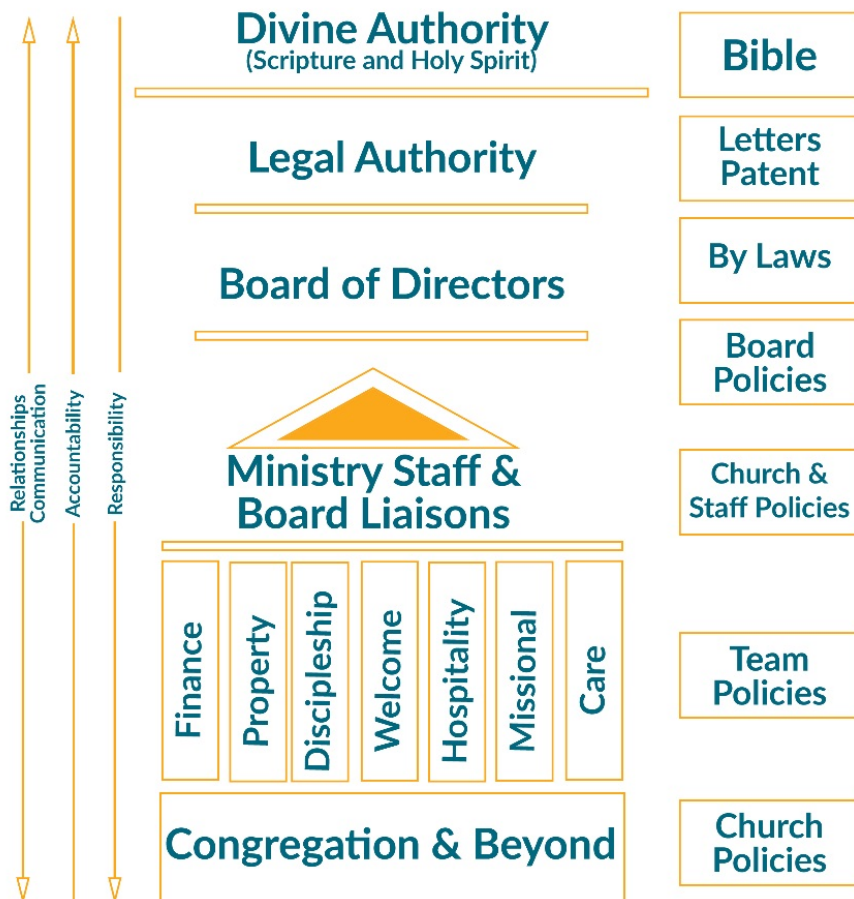 Divine Authority
(Scripture and Holy Spirit)
Bible
Legal Authority
Letters
Patent
Board of Directors
By Laws
Board
Policies
Relationships
Communication
Accountability
Responsibility
Ministry Staff &
Board Liaisons
Church &
Staff Policies
Finance
Property
Discipleship
Welcome
Hospitality
Missional
Care
Team
Policies
Congregation & Beyond
Church
Policies